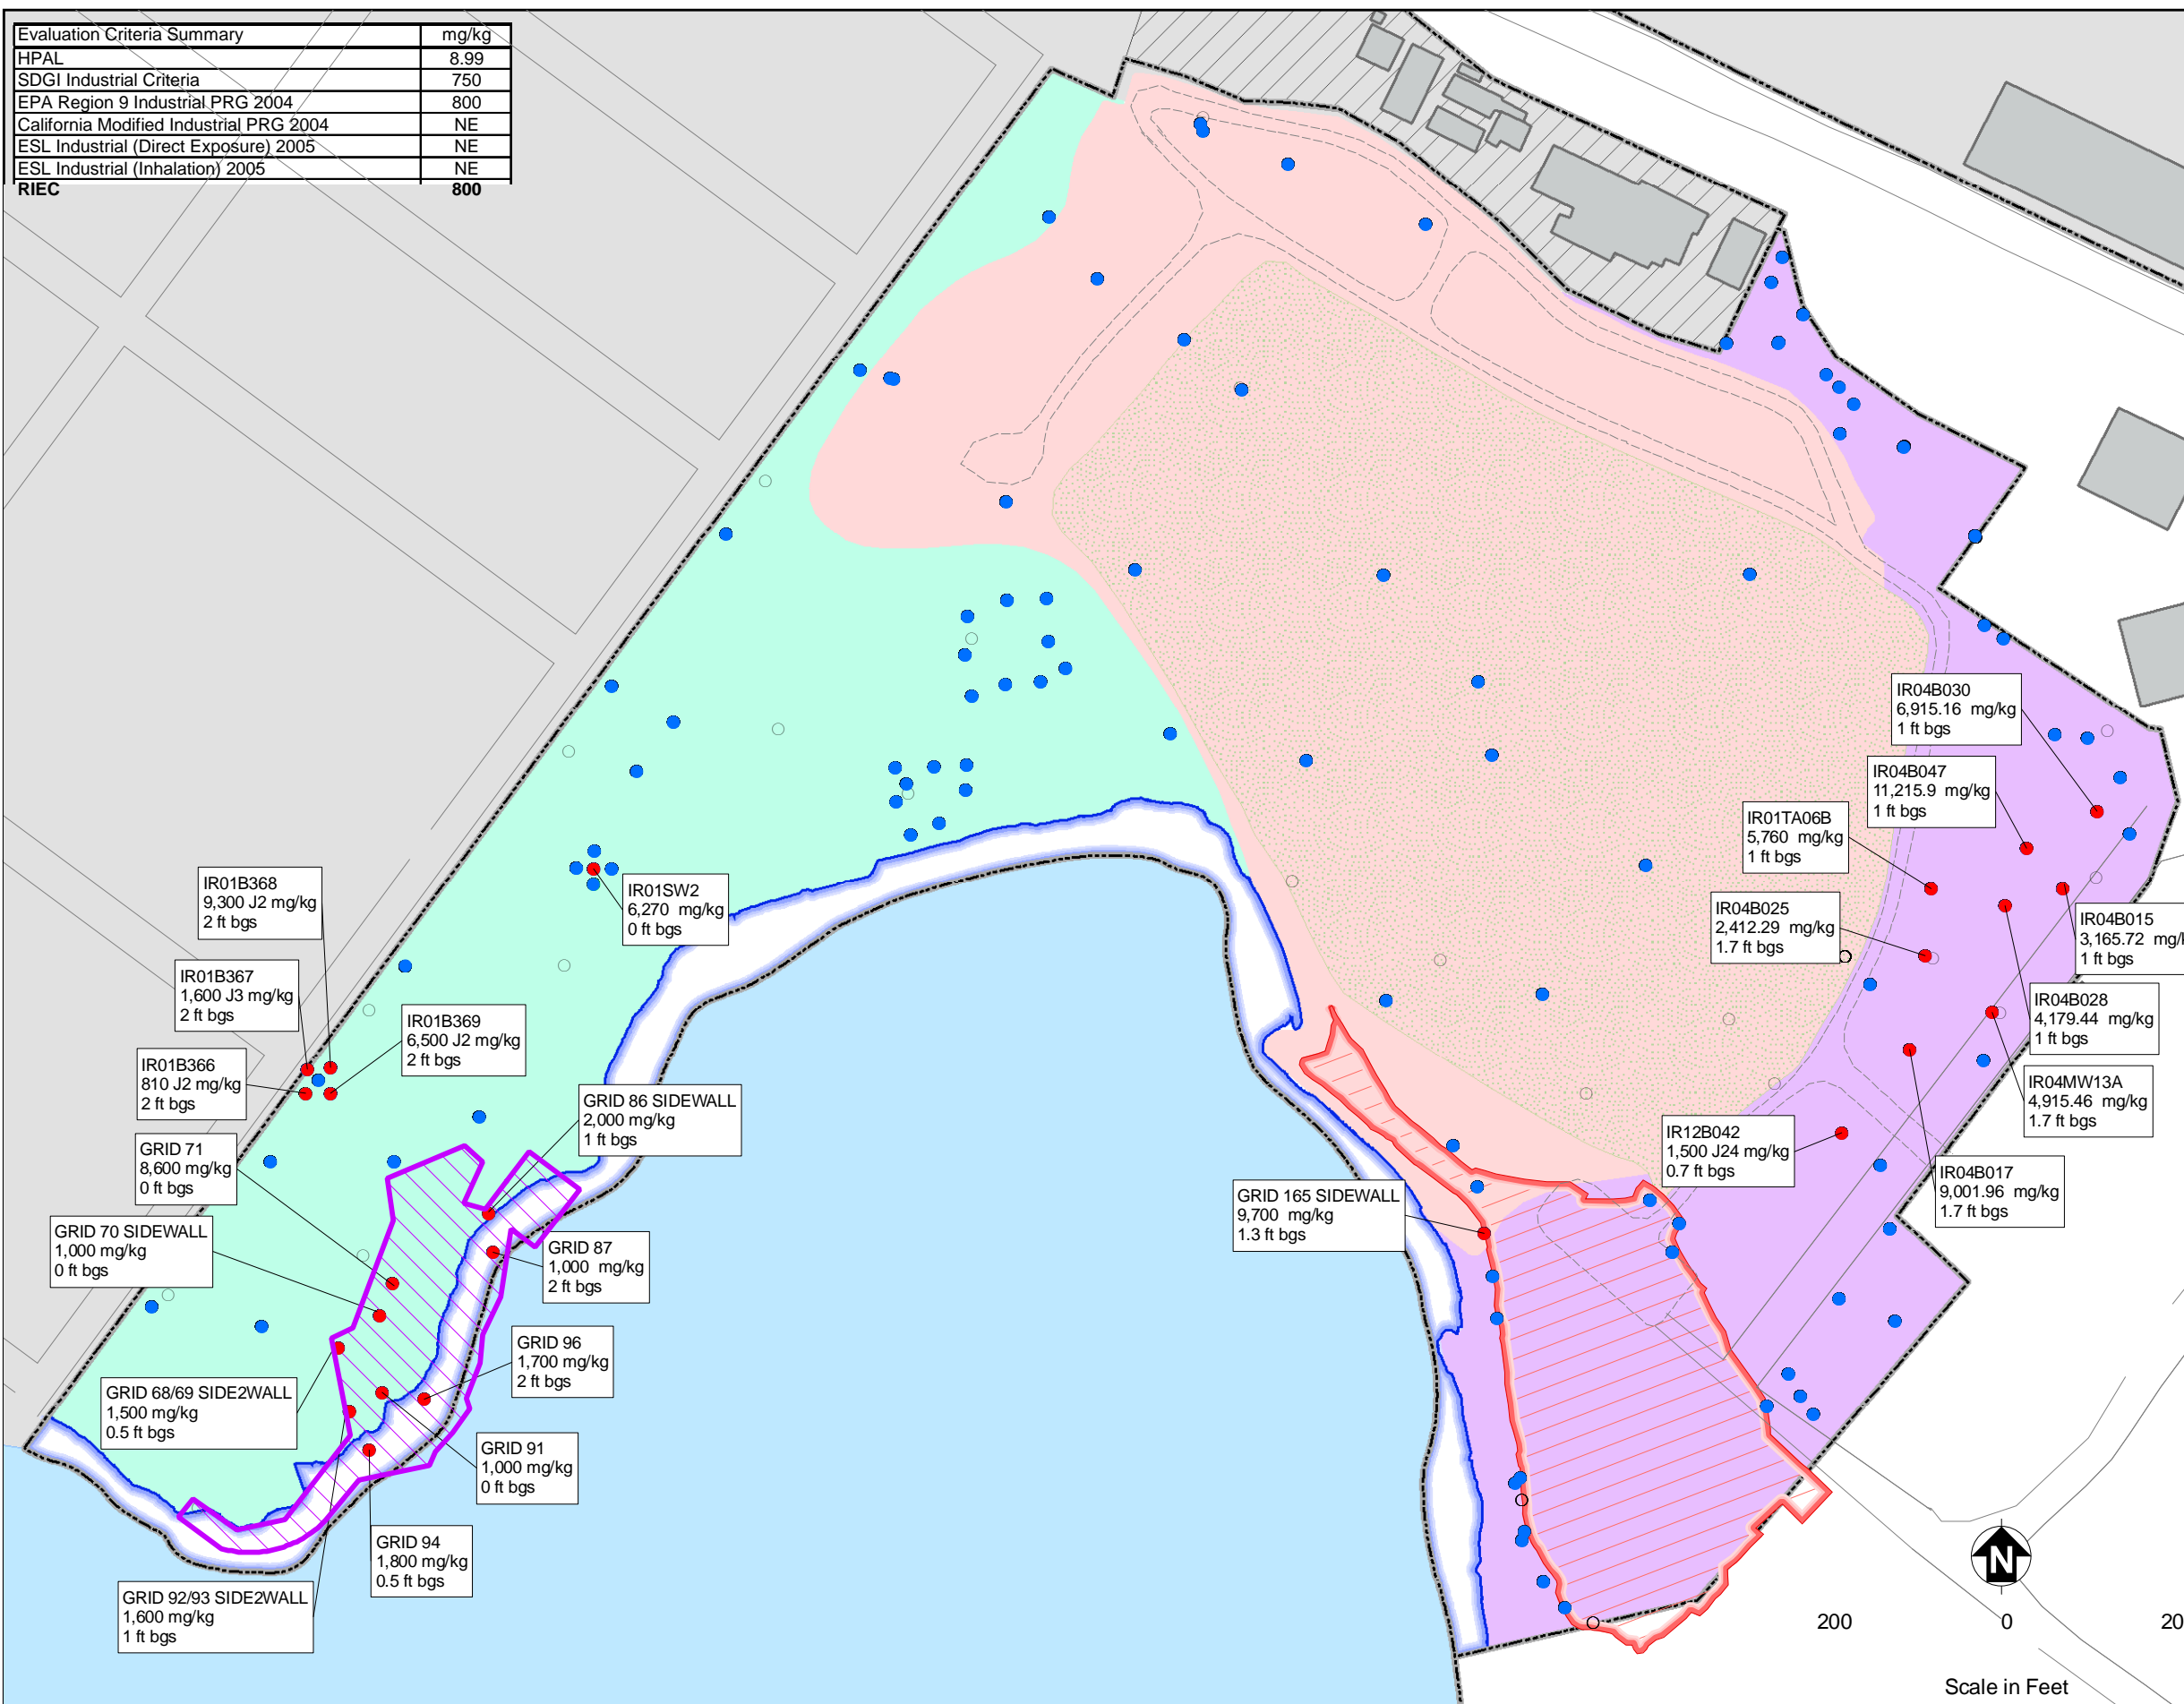 Evaluation Criteria Summary mg/kg
HPAL 8.99
SDGI Industrial Criteria 750
EPA Region 9 Industrial PRG 2004 800
California Modified Industrial PRG 2004 NE
ESL Industrial (Direct Exposure) 2005 NE
ESL Industrial (Inhalation) 2005 NE
RIEC 800
IR04B030
6,915.16 mg/kg
1 ft bgs
IR04B047
11,215.9 mg/kg
1 ft bgs
IR01TA06B
5,760 mg/kg
1 ft bgs
IR04B025
2,412.29 mg/kg
1.7 ft bgs
IR04B015
3,165.72 mg/k
1 ft bgs
IR04B028
4,179.44 mg/kg
1 ft bgs
IR04MW13A
4,915.46 mg/kg
1.7 ft bgs
IR12B042
1,500 J24 mg/kg
0.7 ft bgs
IR04B017
9,001.96 mg/kg
1.7 ft bgs
GRID 165 SIDEWALL
9,700 mg/kg
1.3 ft bgs
IR01B368
9,300 J2 mg/kg
2 ft bgs
IR01SW2
6,270 mg/kg
0 ft bgs
IR01B367
1,600 J3 mg/kg
2 ft bgs
IR01B369
6,500 J2 mg/kg
2 ft bgs
IR01B366
810 J2 mg/kg
2 ft bgs
GRID 86 SIDEWALL
2,000 mg/kg
1 ft bgs
GRID 71
8,600 mg/kg
0 ft bgs
GRID 70 SIDEWALL
1,000 mg/kg
0 ft bgs
GRID 87
1,000 mg/kg
2 ft bgs
GRID 96
1,700 mg/kg
2 ft bgs
GRID 68/69 SIDE2WALL
1,500 mg/kg
0.5 ft bgs
GRID 91
1,000 mg/kg
0 ft bgs
GRID 94
1,800 mg/kg
0.5 ft bgs
GRID 92/93 SIDE2WALL
1,600 mg/kg
1 ft bgs
N
200 0 20
Scale in Feet